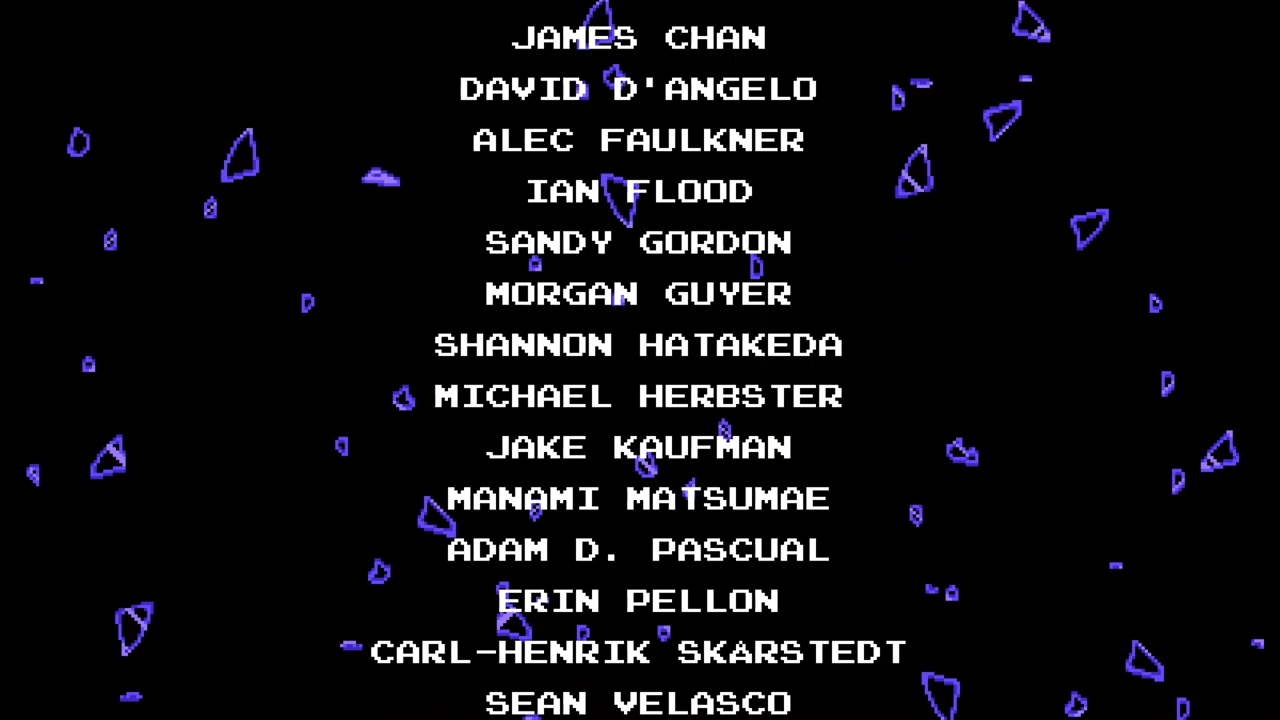 JAMES CHAN
DAVID D'ANGELO
ALEC FAULKNER
IAN FLOOD
SANDY GORDON
MORGAN GUYER
SHANNON HATAKEDA
MICHAEL HERBSTER
JAKE KAUFMAN
MANAMI MATSUMAE
ADAM D. PASCUAL
ERIN PELLON
CARL-HENRIK SKARSTEDT
SEAN VELASCO